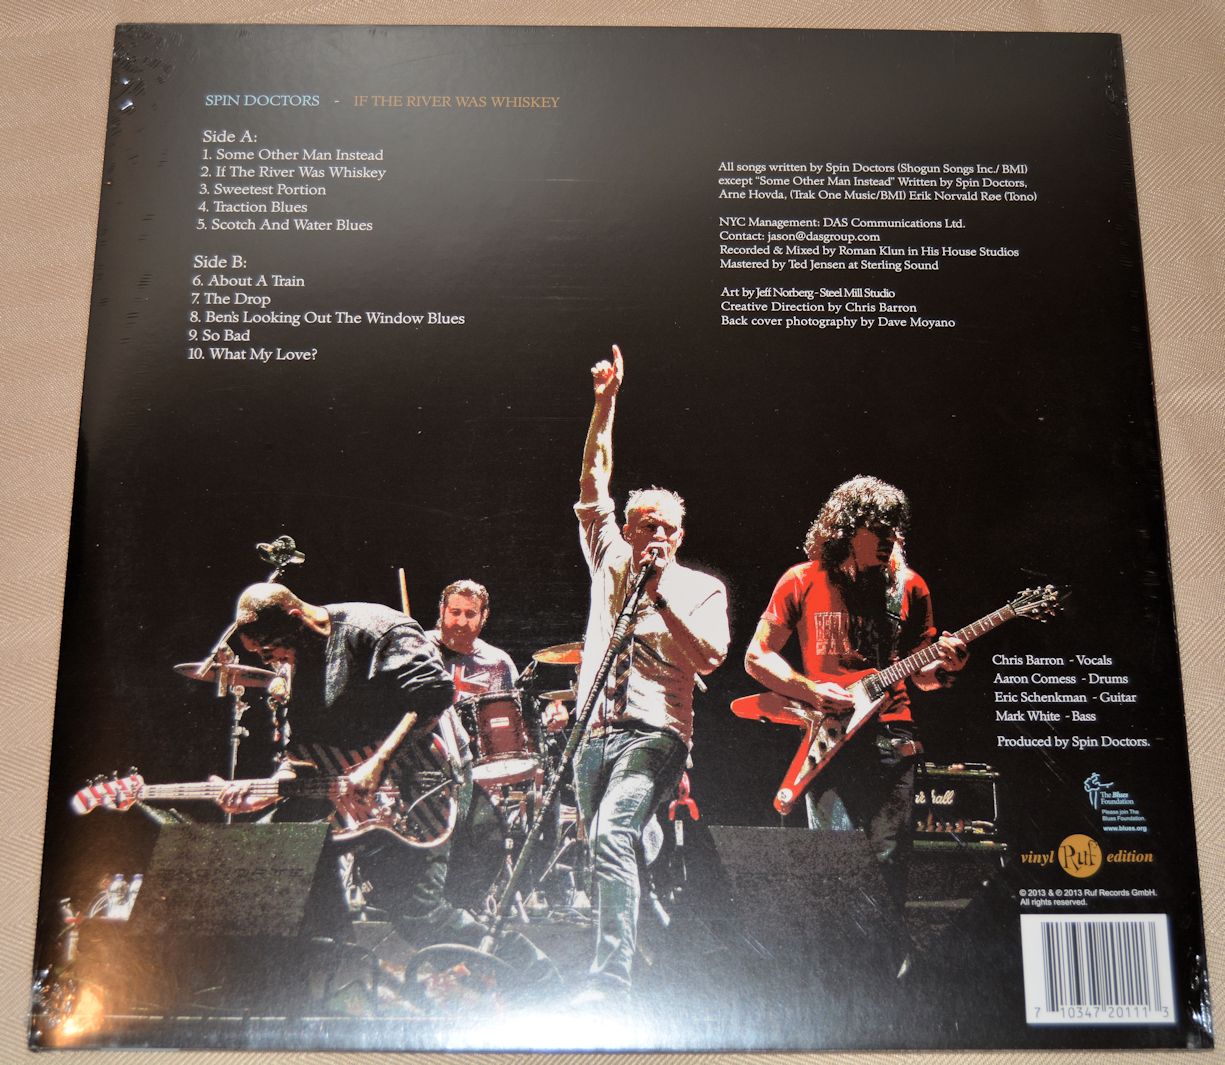 SPIN DOCTORS - IF THE RIVER WAS WHISKEY
Side A:
1. Some Other Man Instead
2. If The River Was Whiskey
3. Sweetest Portion
4. Traction Blues
5. Scotch And Water Blues
Side B:
6. About A Train
7. The Drop
8. Ben's Looking Out The Window Blues
9. So Bad
10. What My Love?
All songs written by Spin Doctors (Shogun Songs Inc./ BMI)
except "Some Other Man Instead" Written by Spin Doctors,
Arne Hovda, (Trak One Music/BMI) Erik Norvald Røe (Tono)
NYC Management: DAS Communications Ltd.
Contact: jason@dasgroup.com
Recorded & Mixed by Roman Klun in His House Studios
Mastered by Ted Jensen at Sterling Sound
Art by Jeff Norberg - Steel Mill Studio
Creative Direction by Chris Barron
Back cover photography by Dave Moyano
Chris Barron - Vocals
Aaron Comess - Drums
Eric Schenkman - Guitar
Mark White - Bass
Produced by Spin Doctors.
The Blues
Foundation
Please join The
Blues Foundation.
www.blues.org
vinyl Ruf edition
© 2013 & ℗ 2013 Ruf Records GmbH.
All rights reserved.
7 10347 20111 3